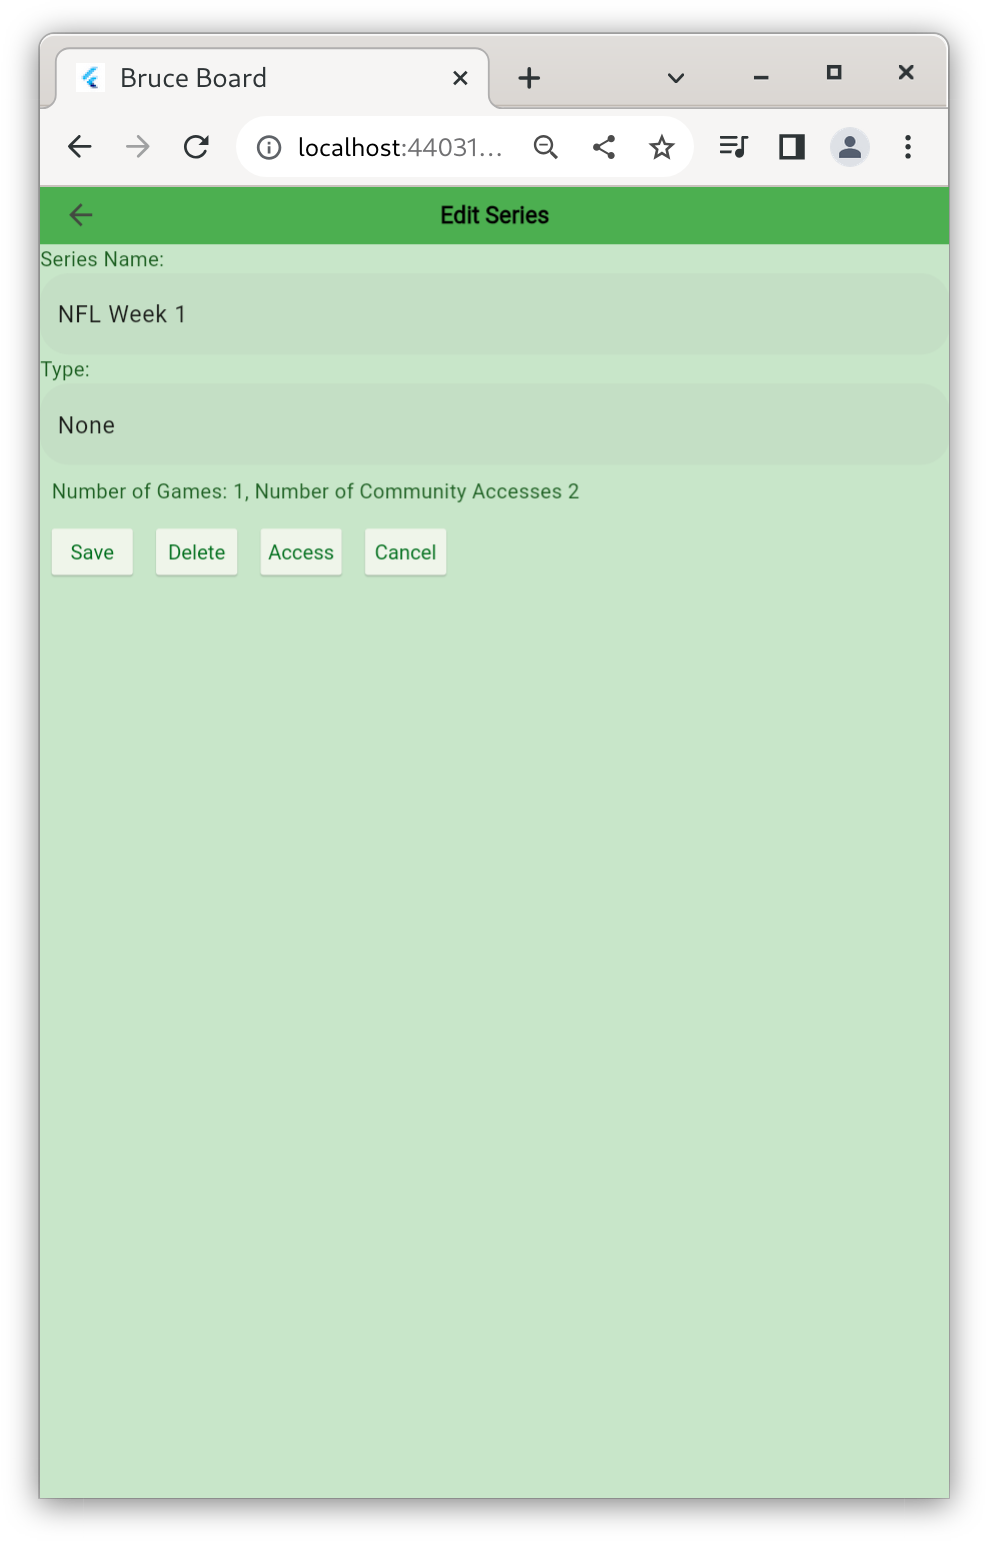 Bruce Board
localhost:44031...
Edit Series
Series Name:
NFL Week 1
Type:
None
Number of Games: 1, Number of Community Accesses 2
Save Delete Access Cancel